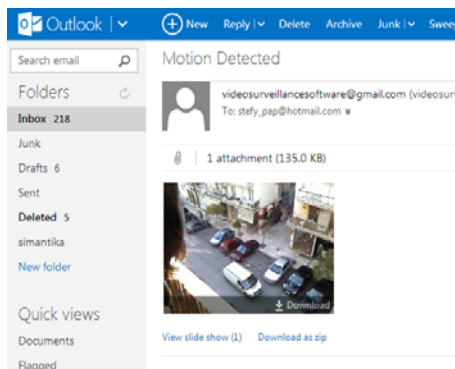 Outlook
New Reply Delete Archive Junk Sweep
Search email
Motion Detected
Folders
videosurveillancesoftware@gmail.com (videosur
To: stefy_pap@hotmail.com
Inbox 218
Junk
1 attachment (135.0 KB)
Drafts 6
Sent
Deleted 5
simantika
New folder
Download
Quick views
View slide show (1) Download as zip
Documents
Flagged